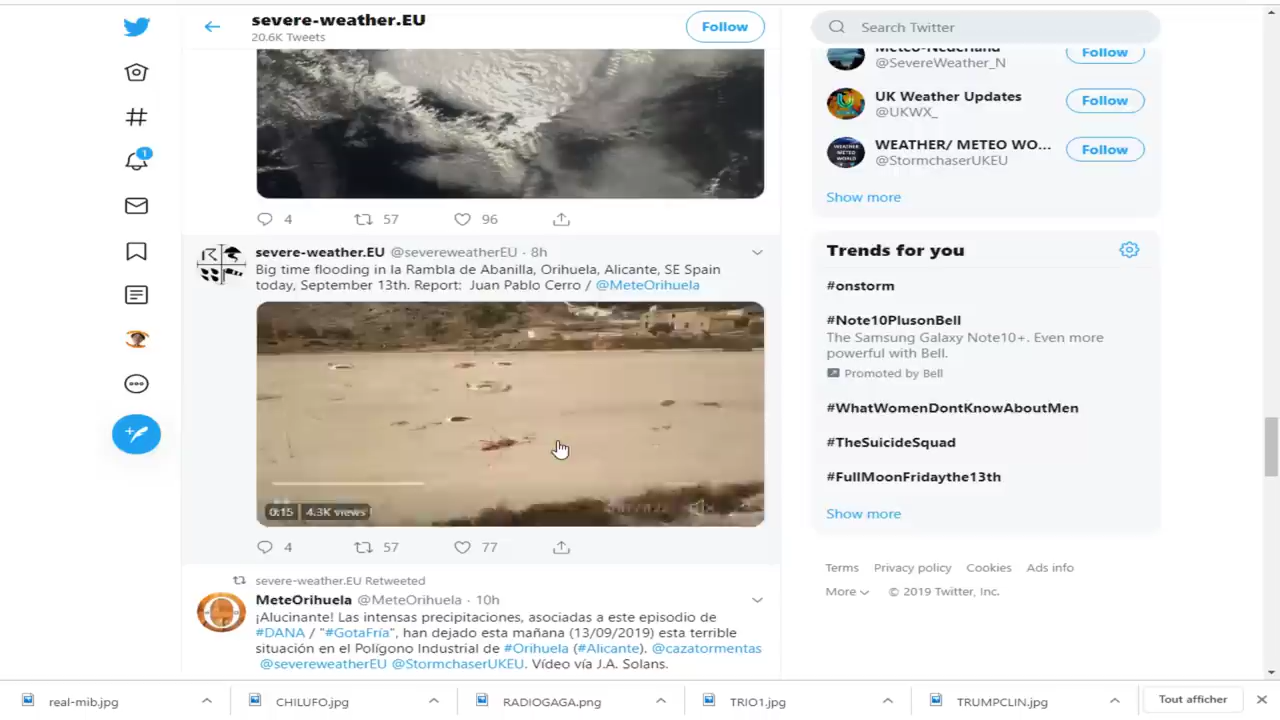 severe-weather.EU
20.6K Tweets
Follow
Search Twitter
4 57 96
severe-weather.EU @severeweatherEU · 8h
Big time flooding in la Rambla de Abanilla, Orihuela, Alicante, SE Spain
today, September 13th. Report: Juan Pablo Cerro / @MeteOrihuela
0:15 4.3K views
4 57 77
severe-weather.EU Retweeted
MeteOrihuela @MeteOrihuela · 10h
¡Alucinante! Las intensas precipitaciones, asociadas a este episodio de
#DANA / "#GotaFría", han dejado esta mañana (13/09/2019) esta terrible
situación en el Polígono Industrial de #Orihuela (#Alicante). @cazatormentas
@severeweatherEU @StormchaserUKEU. Vídeo vía J.A. Solans.
Meteo-Nederland
@SevereWeather_N
Follow
UK Weather Updates
@UKWX_
Follow
WEATHER/ METEO WO...
@StormchaserUKEU
Follow
WEATHER
METEO
WORLD
Show more
Trends for you
#onstorm
#Note10PlusonBell
The Samsung Galaxy Note10+. Even more
powerful with Bell.
Promoted by Bell
#WhatWomenDontKnowAboutMen
#TheSuicideSquad
#FullMoonFridaythe13th
Show more
Terms Privacy policy Cookies Ads info
More © 2019 Twitter, Inc.
1
real-mib.jpg
CHILUFO.jpg
RADIOGAGA.png
TRIO1.jpg
TRUMPCLIN.jpg
Tout afficher